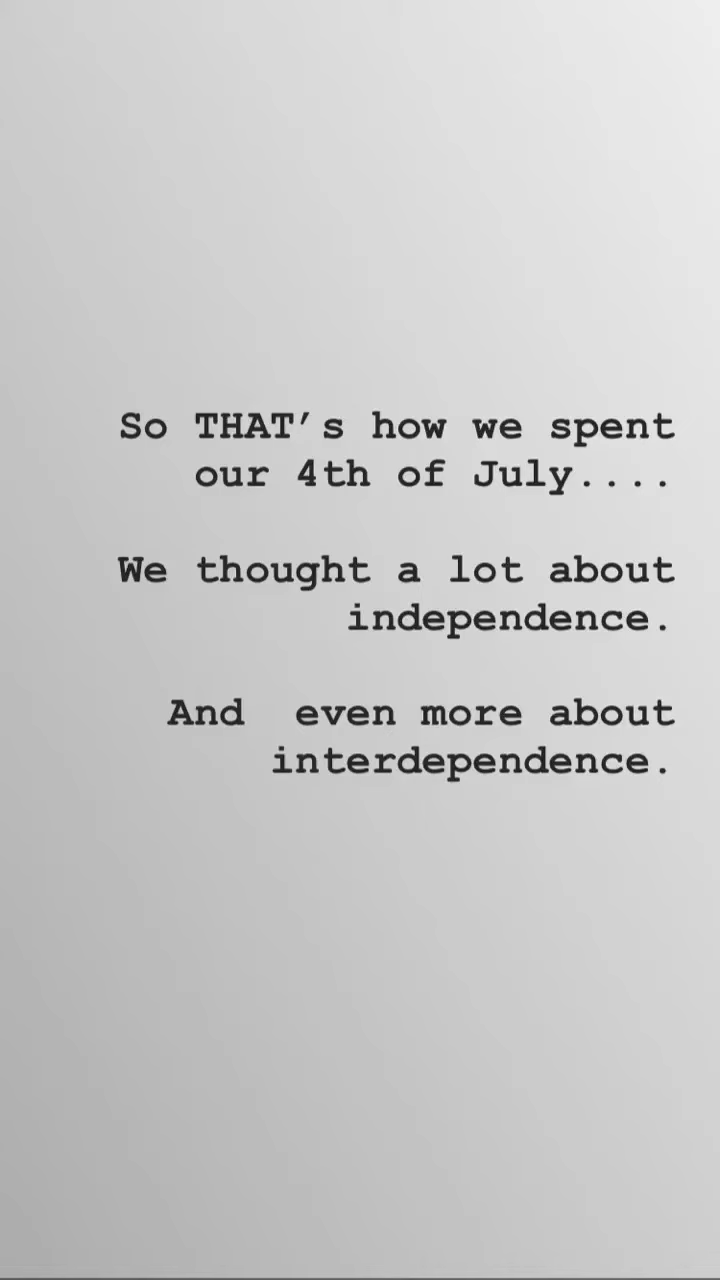 So THAT’s how we spent
our 4th of July....
We thought a lot about
independence.
And  even more about
interdependence.